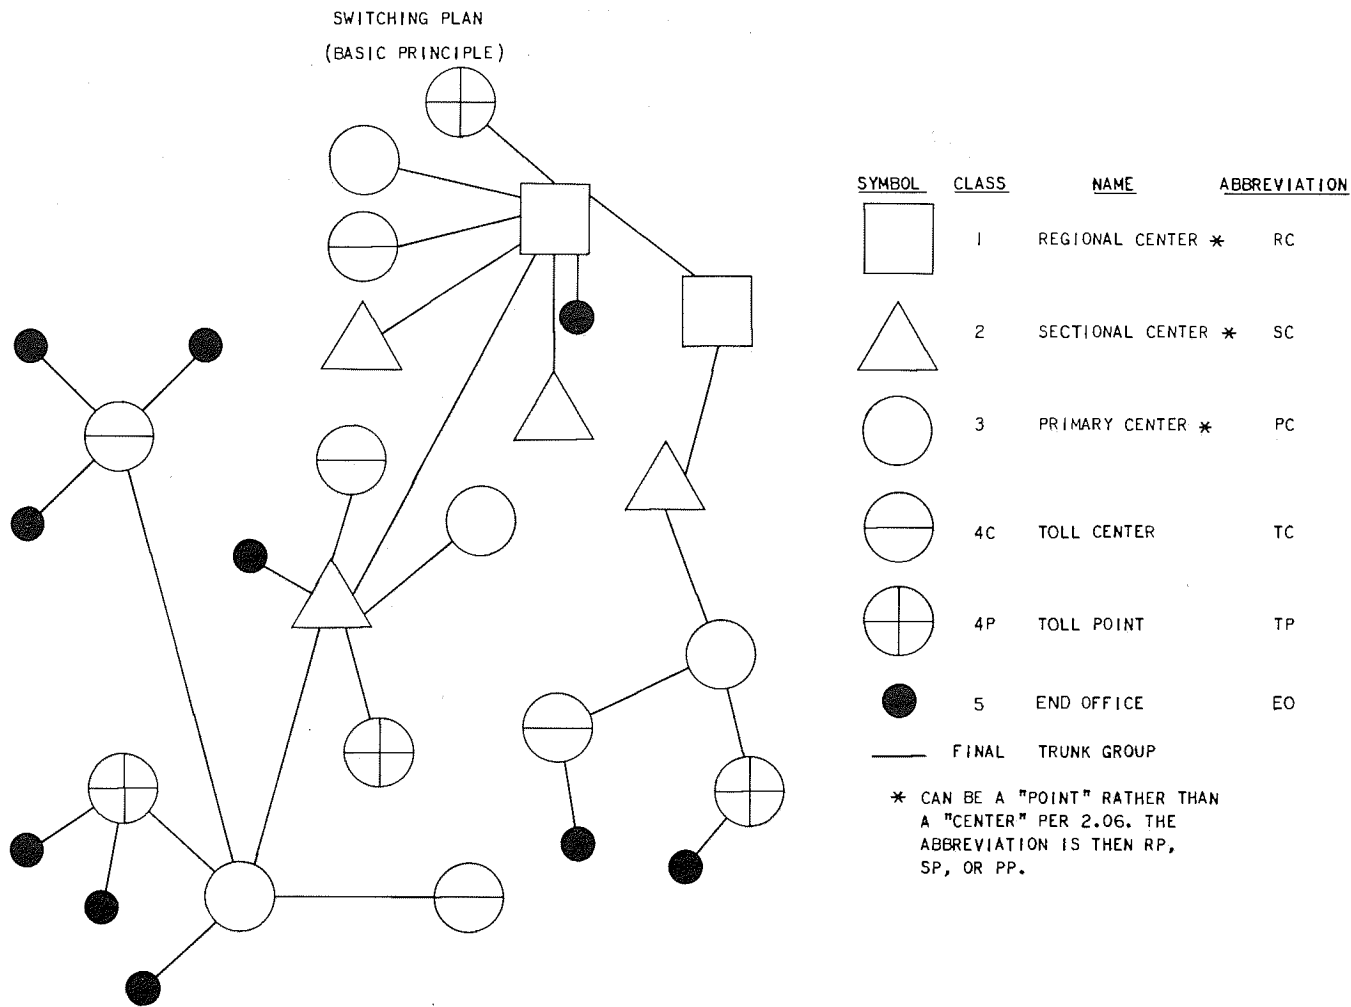 SWITCHING PLAN
(BASIC PRINCIPLE)
SYMBOL CLASS NAME ABBREVIATION
1 REGIONAL CENTER * RC
2 SECTIONAL CENTER * SC
3 PRIMARY CENTER * PC
4C TOLL CENTER TC
4P TOLL POINT TP
5 END OFFICE EO
FINAL TRUNK GROUP
* CAN BE A "POINT" RATHER THAN
A "CENTER" PER 2.06. THE
ABBREVIATION IS THEN RP,
SP, OR PP.